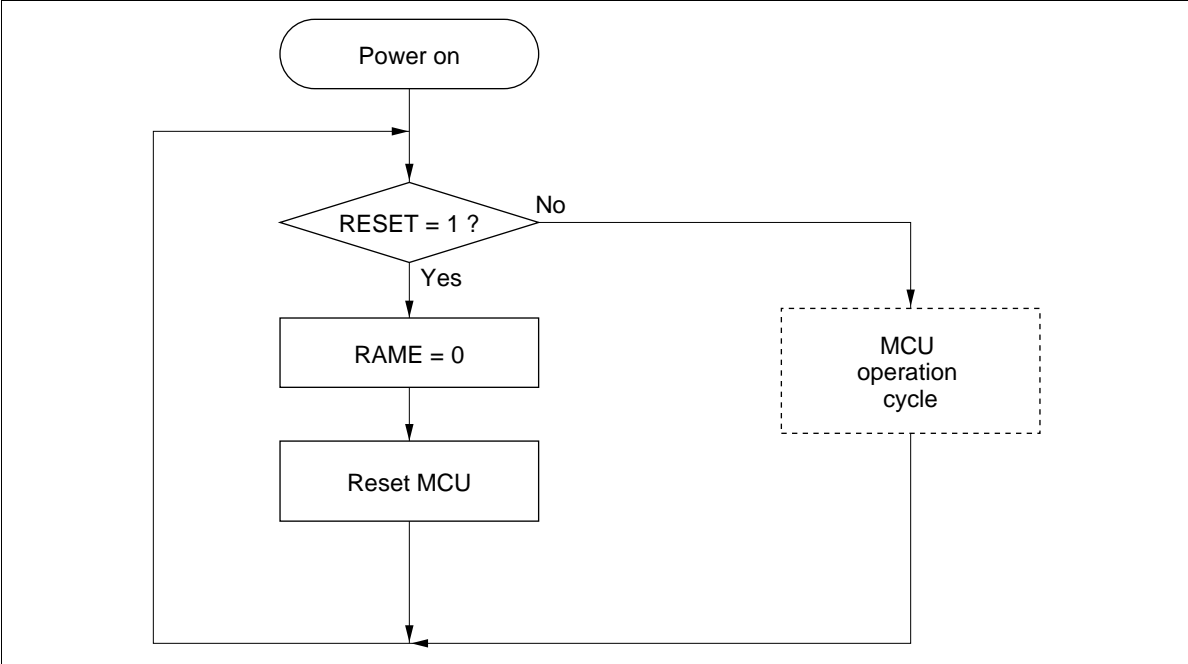 Power on
RESET = 1 ?
No
Yes
RAME = 0
MCU
operation
cycle
Reset MCU